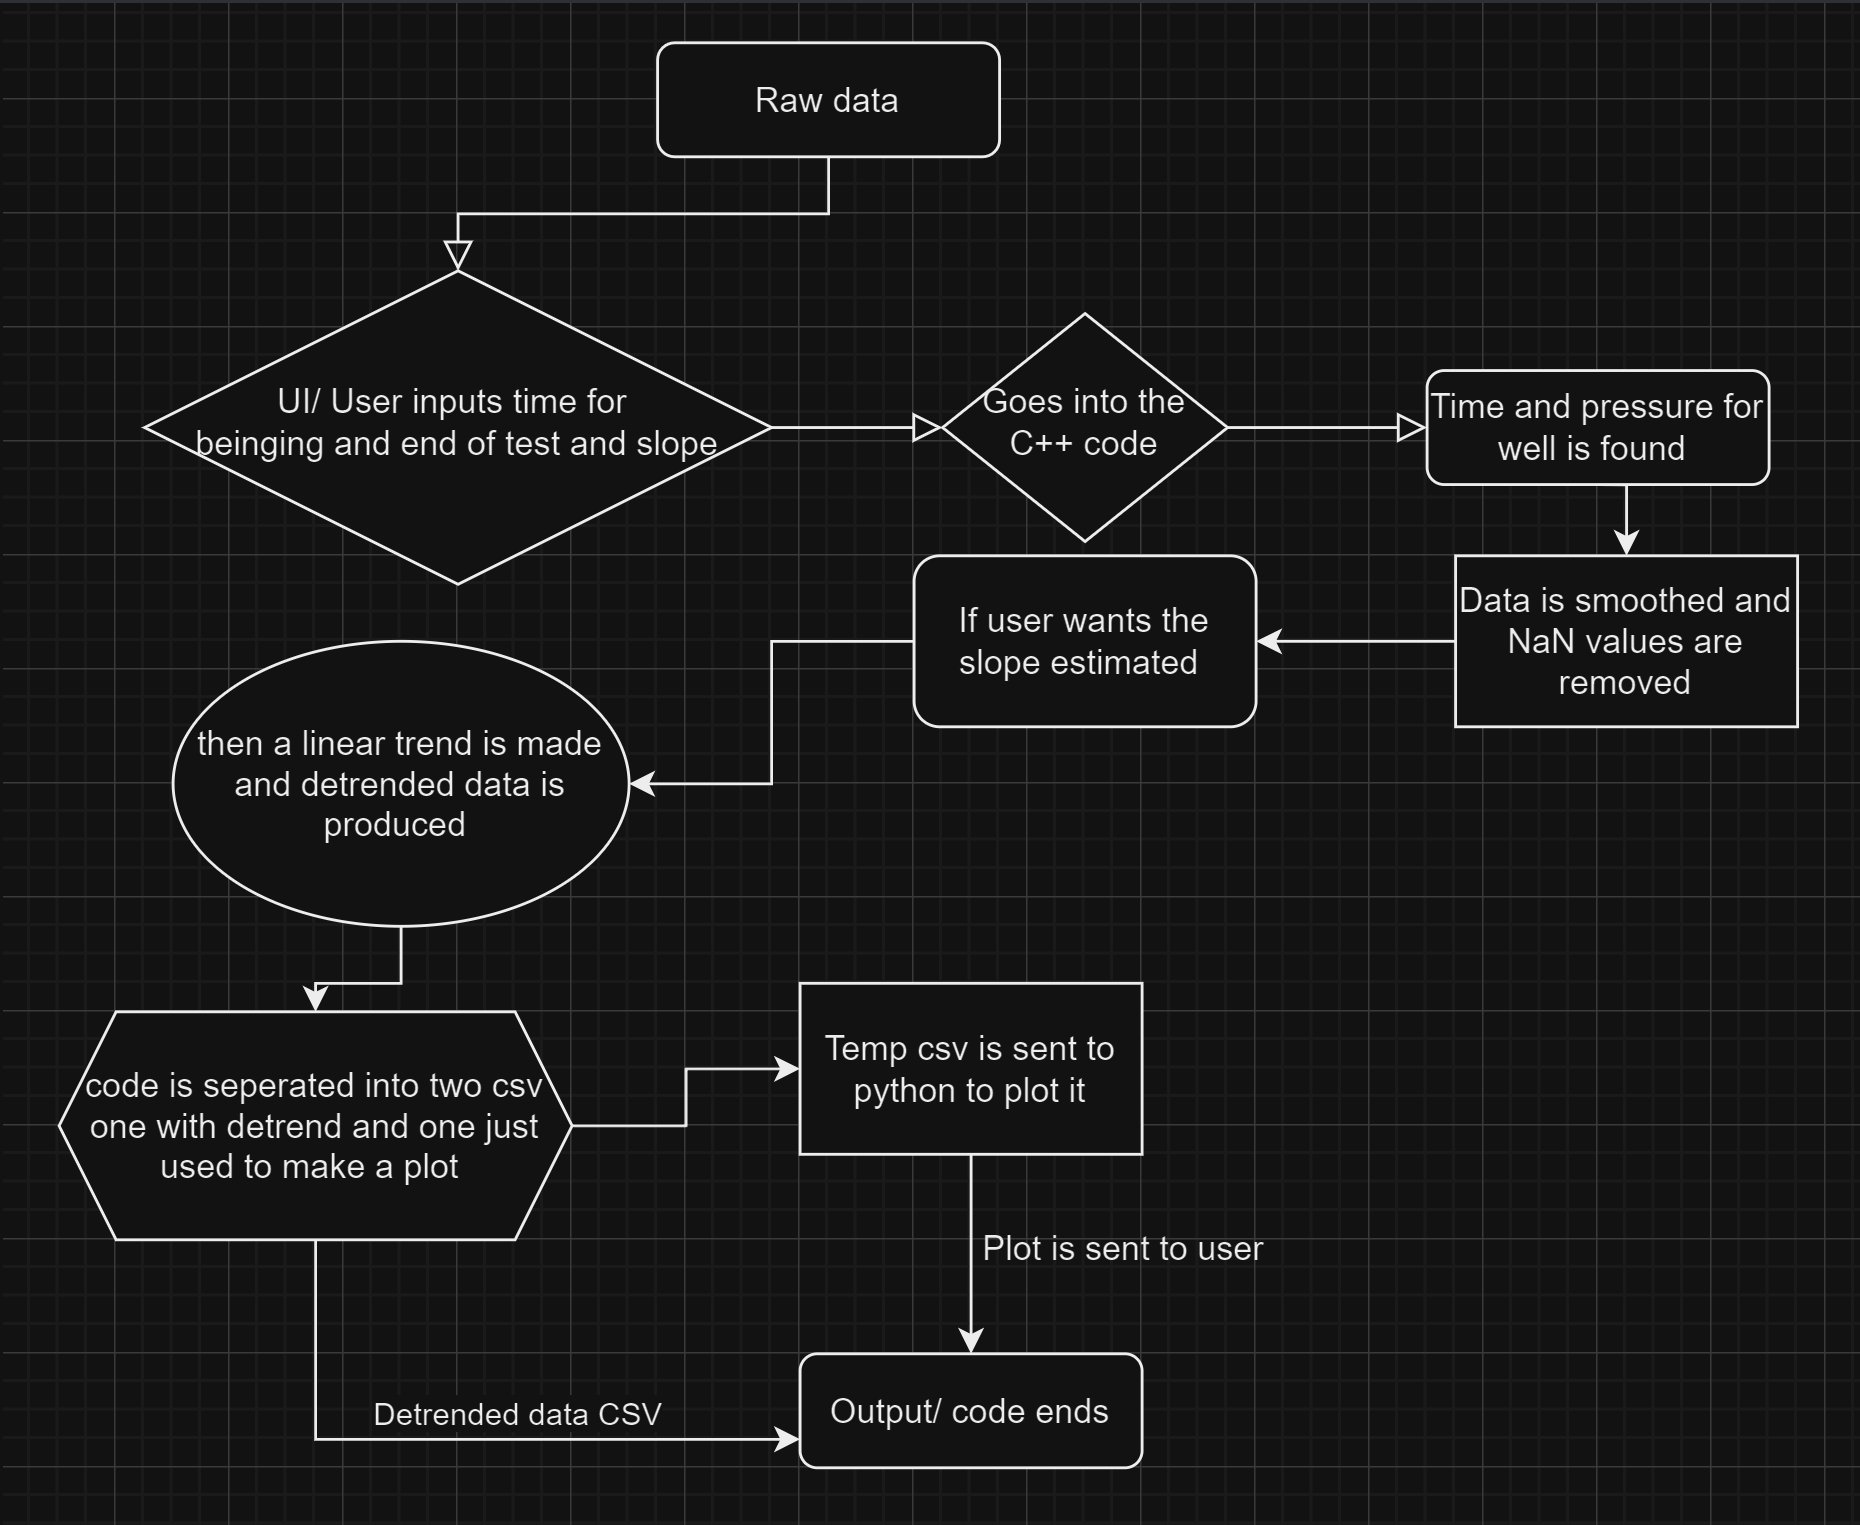 Raw data
UI/ User inputs time for
beinging and end of test and slope
Goes into the
C++ code
Time and pressure for
well is found
Data is smoothed and
NaN values are
removed
If user wants the
slope estimated
then a linear trend is made
and detrended data is
produced
code is seperated into two csv
one with detrend and one just
used to make a plot
Temp csv is sent to
python to plot it
Plot is sent to user
Detrended data CSV
Output/ code ends